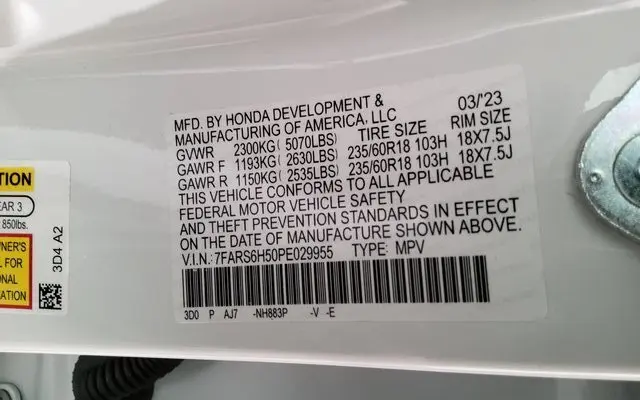 MFD. BY HONDA DEVELOPMENT & 03/'23
MANUFACTURING OF AMERICA, LLC
TIRE SIZE RIM SIZE
GVWR 2300KG( 5070LBS)
GAWR F 1193KG( 2630LBS) 235/60R18 103H 18X7.5J
GAWR R 1150KG( 2535LBS) 235/60R18 103H 18X7.5J
THIS VEHICLE CONFORMS TO ALL APPLICABLE
FEDERAL MOTOR VEHICLE SAFETY
AND THEFT PREVENTION STANDARDS IN EFFECT
ON THE DATE OF MANUFACTURE SHOWN ABOVE.
V.I.N.:7FARS6H50PE029955 TYPE: MPV
3D0 P AJ7 -NH883P -V -E
TION
EAR 3
850lbs.
WNER'S
L FOR
ONAL
ATION
3D4 A2